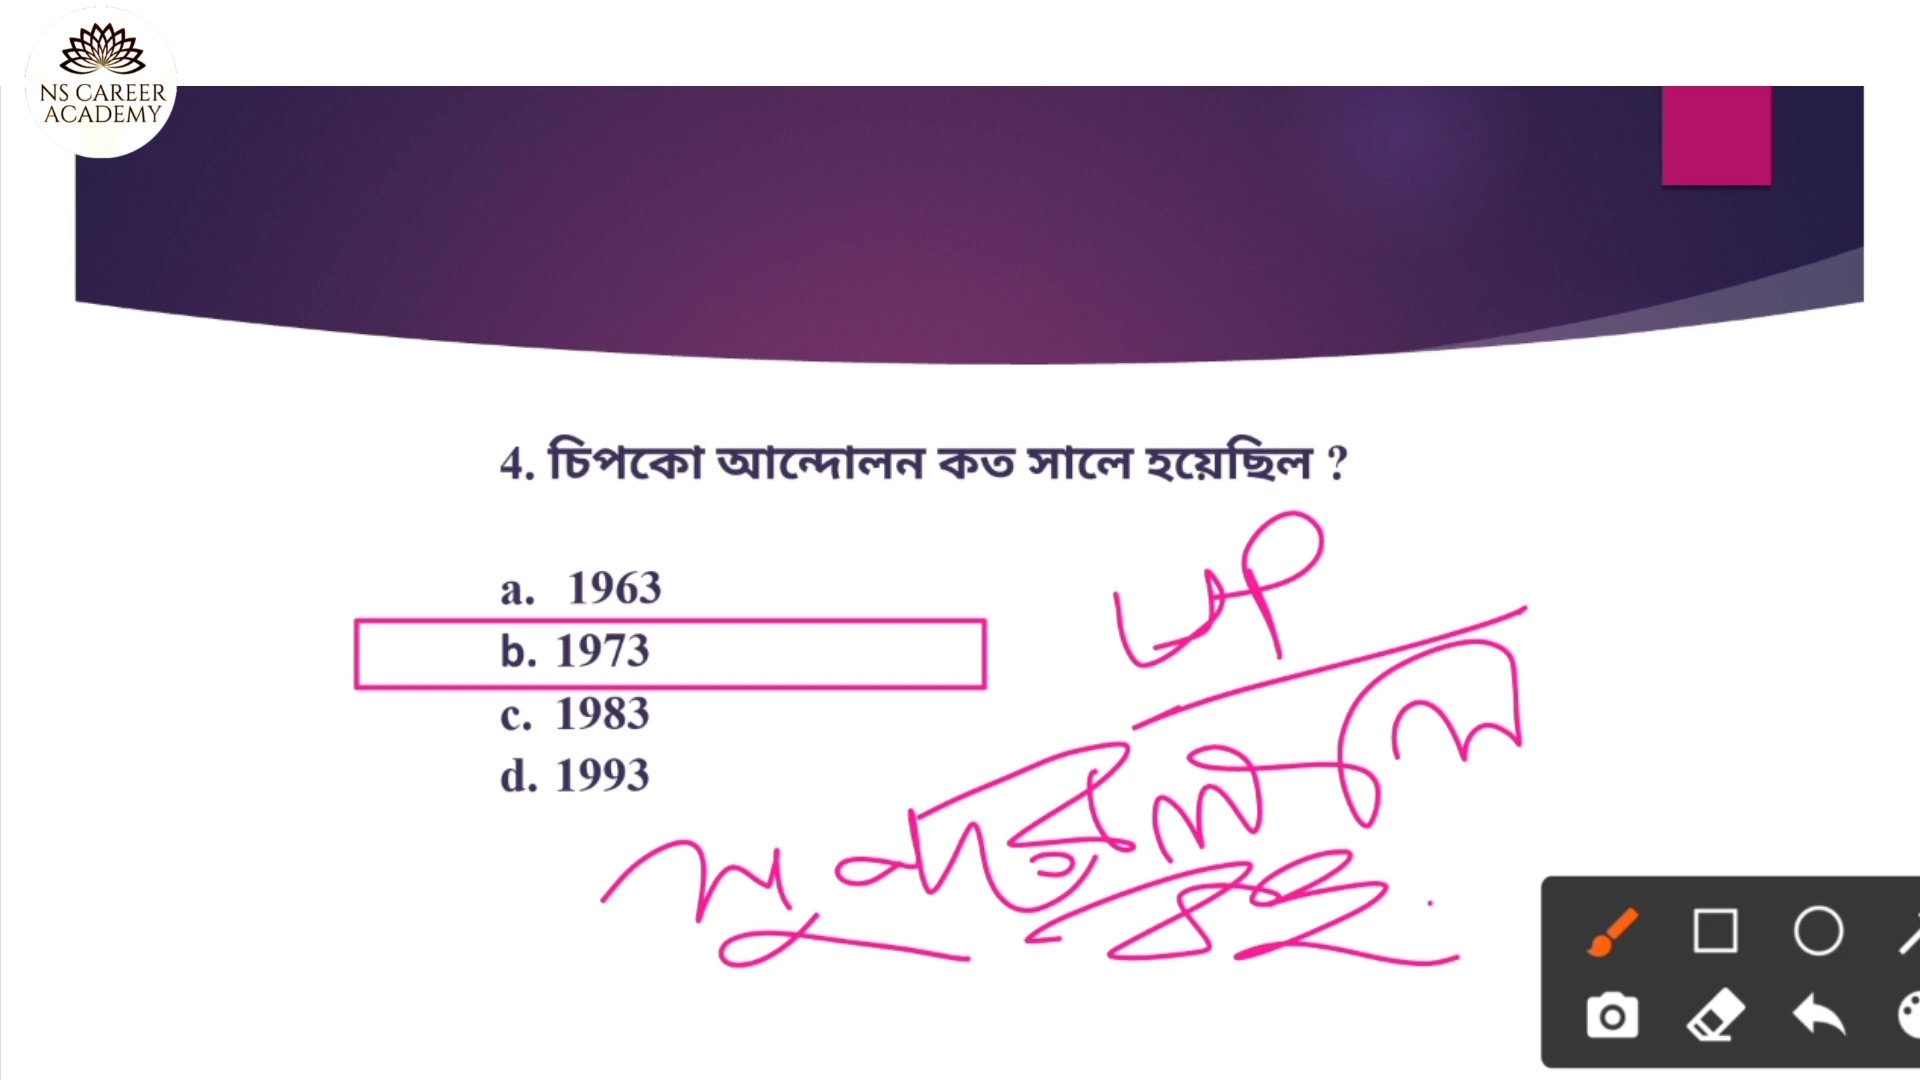 NS CAREER
ACADEMY
4. চিপকো আন্দোলন কত সালে হয়েছিল ?
a. 1963
b. 1973
c. 1983
d. 1993
UP